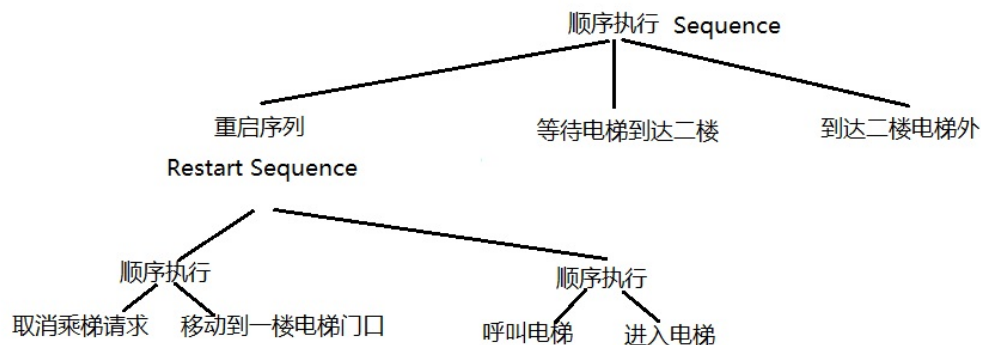 顺序执行 Sequence
重启序列
等待电梯到达二楼
到达二楼电梯外
Restart Sequence
顺序执行
顺序执行
取消乘梯请求
移动到一楼电梯门口
呼叫电梯
进入电梯